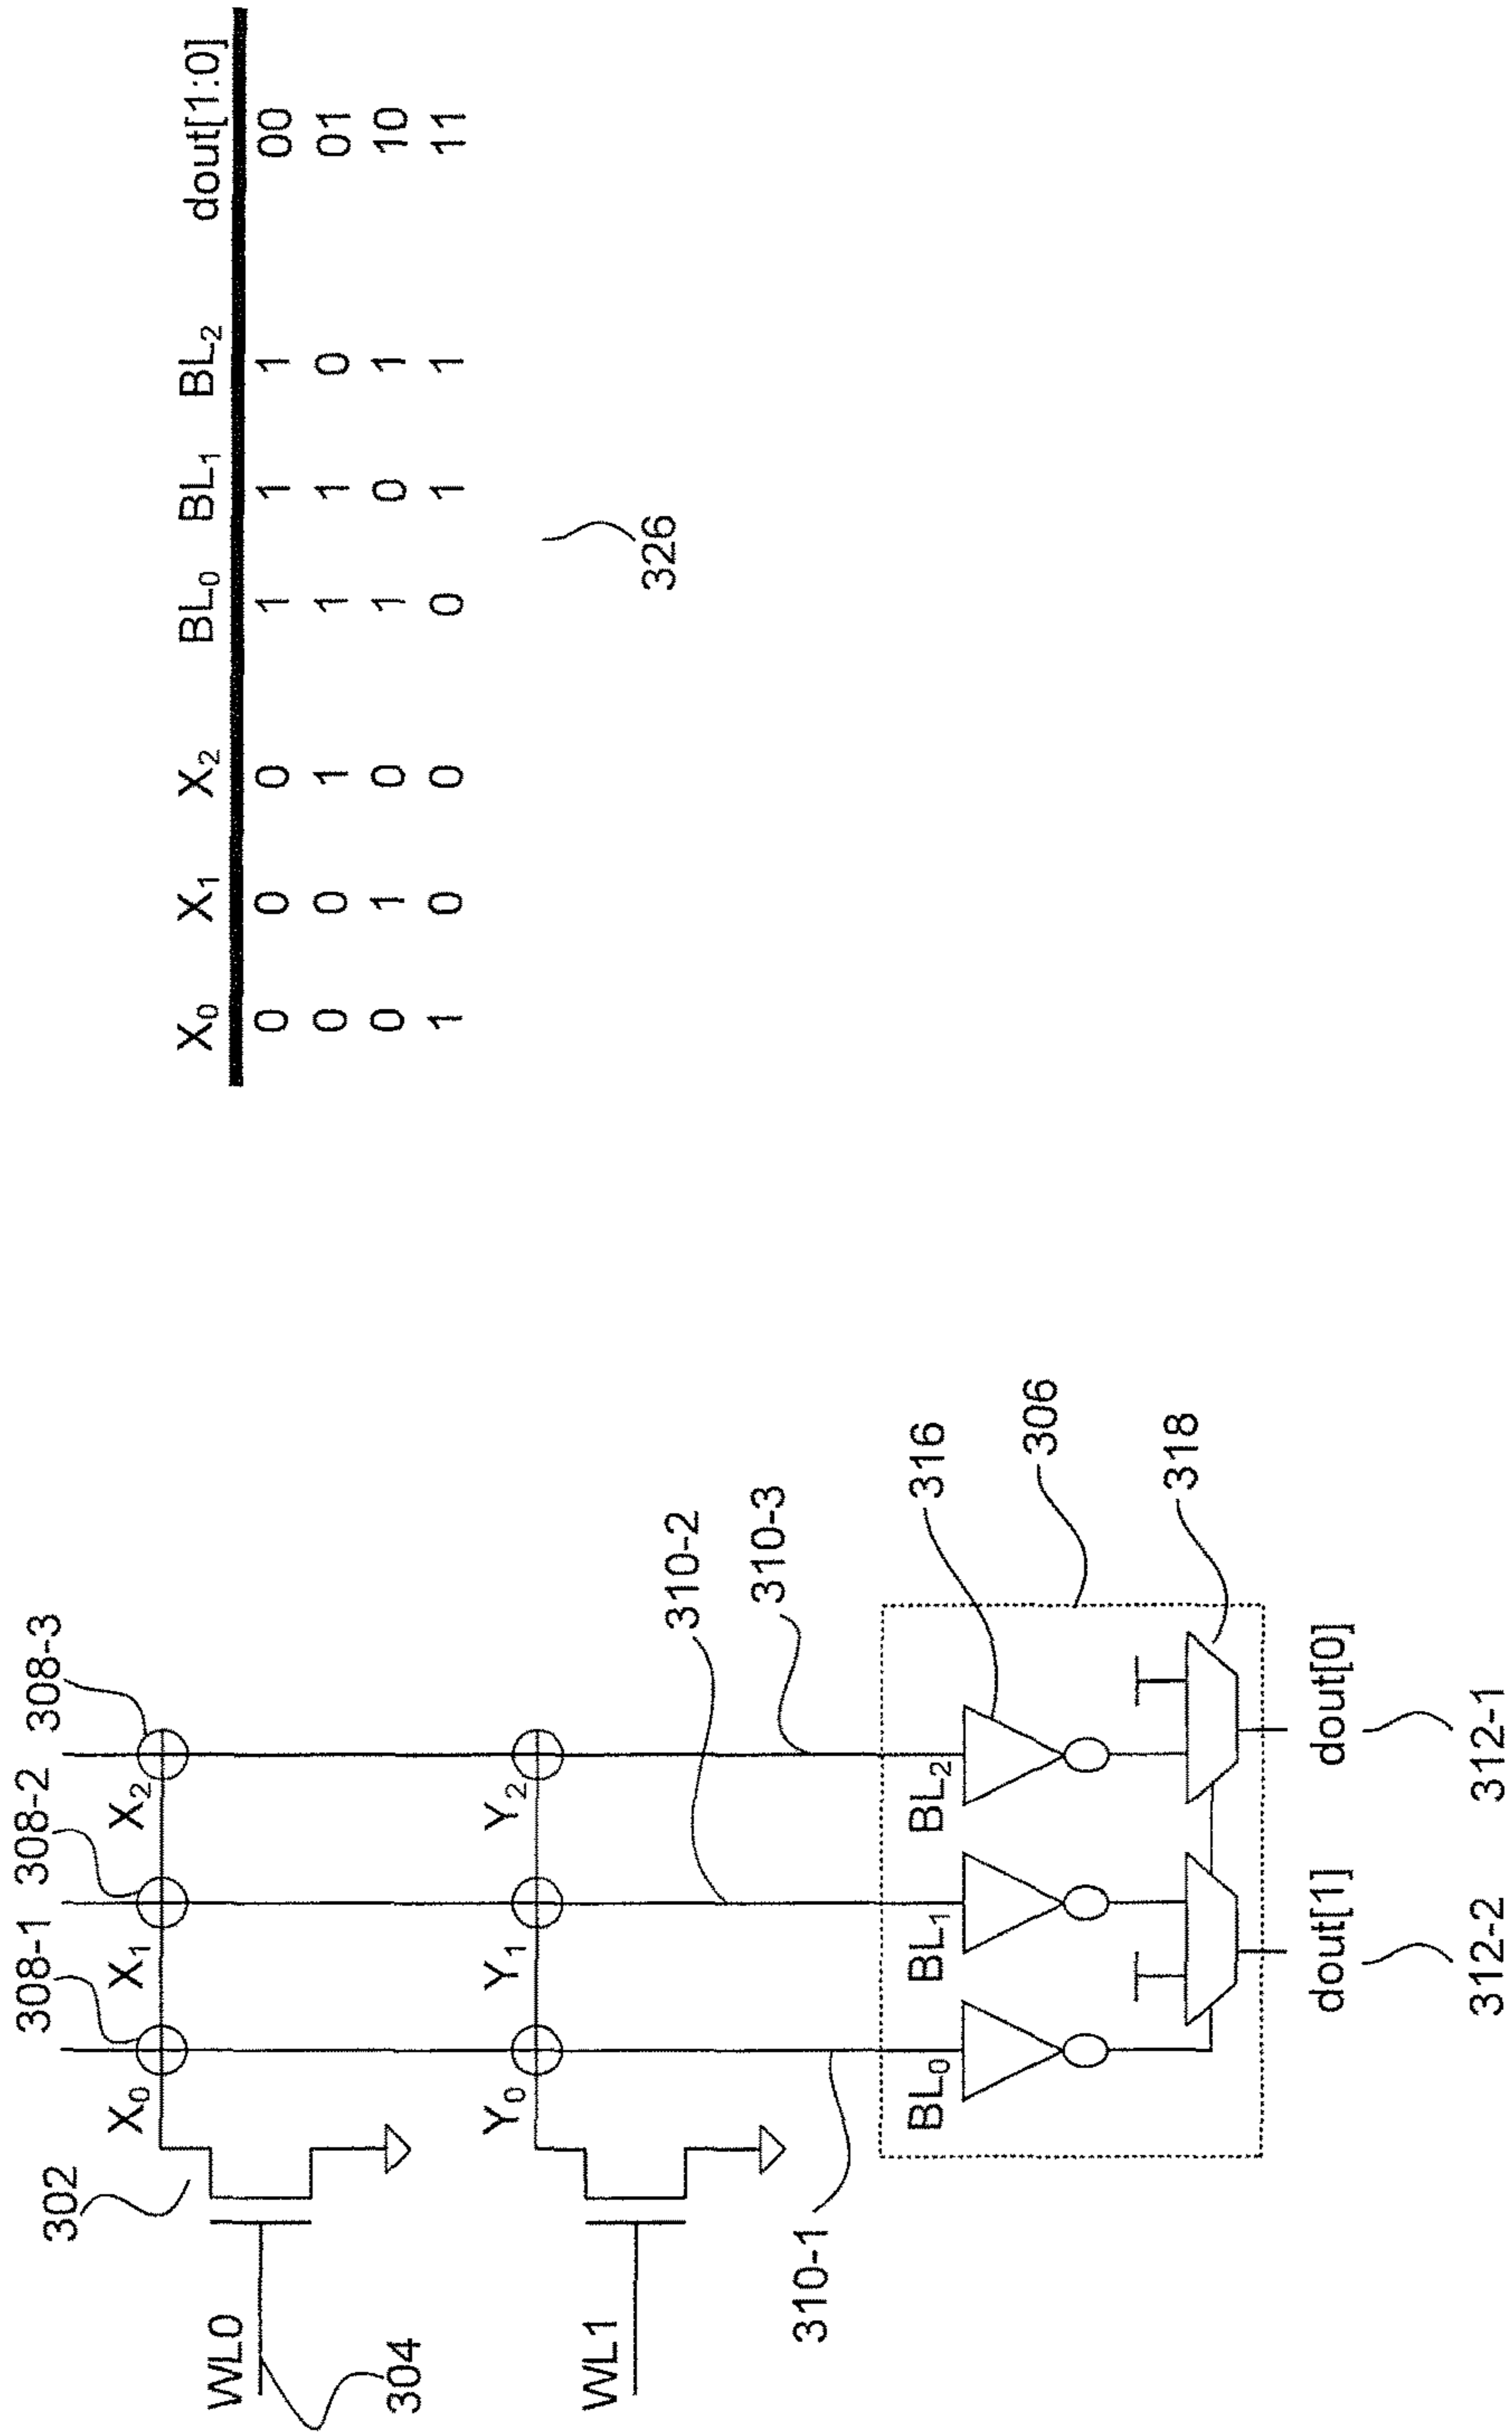 308-1 308-2 308-3
302
X0 X1 X2
WL0
304
Y0 Y1 Y2
WL1
310-1
310-2
310-3
BL0 BL1 BL2
316
306
318
dout[1] dout[0]
312-2 312-1
X0 X1 X2 BL0 BL1 BL2 dout[1:0]
0 0 0 1 1 1 00
0 0 1 1 1 0 01
0 1 0 1 0 1 10
1 0 0 0 1 1 11
326